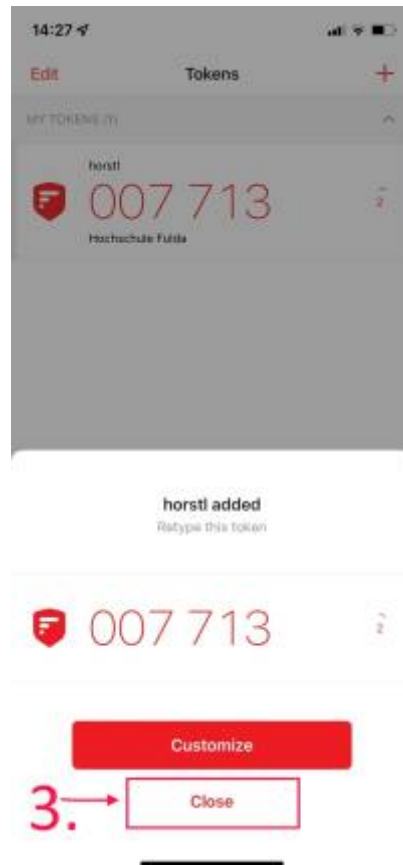 14:27
Edit
Tokens
MY TOKENS (1)
horstl
007 713
2
Hochschule Fulda
horstl added
Retype this token
007 713
2
Customize
3.
Close